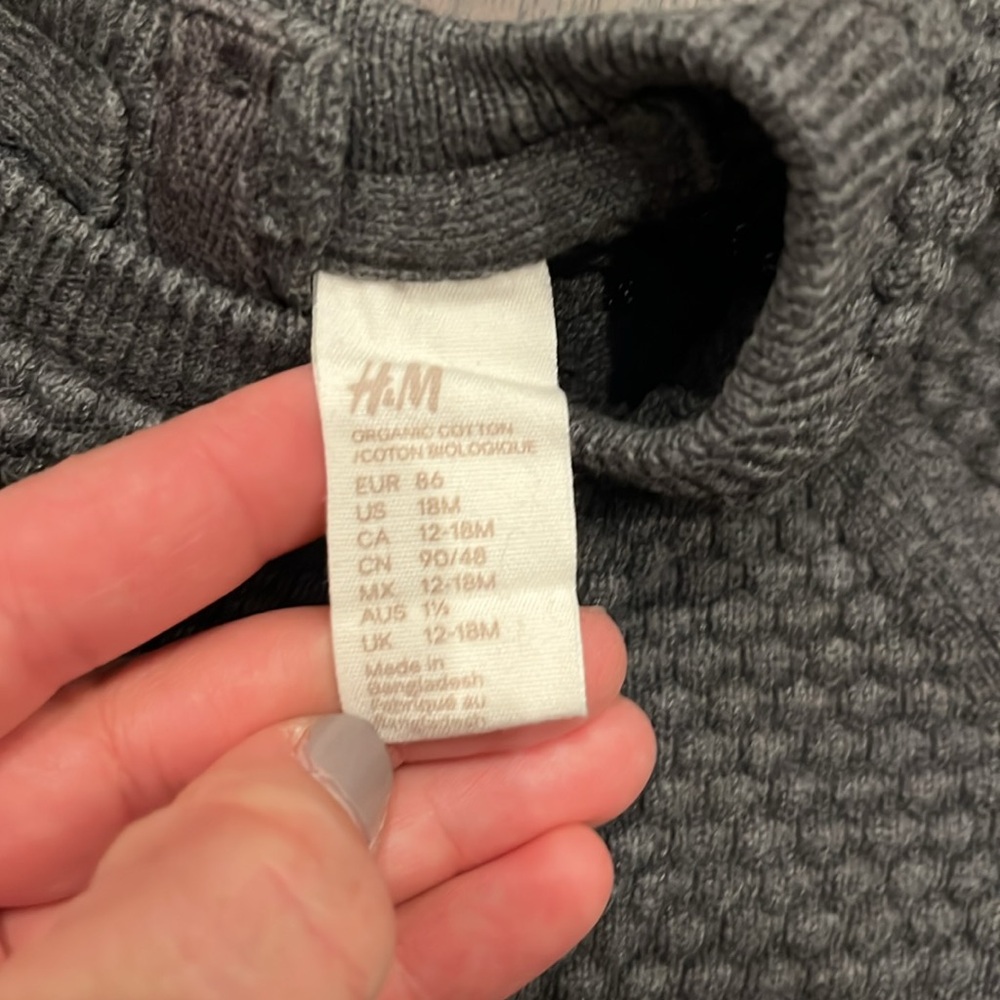 H&M
ORGANIC COTTON
/COTON BIOLOGIQUE
EUR 86
US 18M
CA 12-18M
CN 90/48
MX 12-18M
AUS 1½
UK 12-18M
Made in
Bangladesh
Fabriqué au
Bangladesh